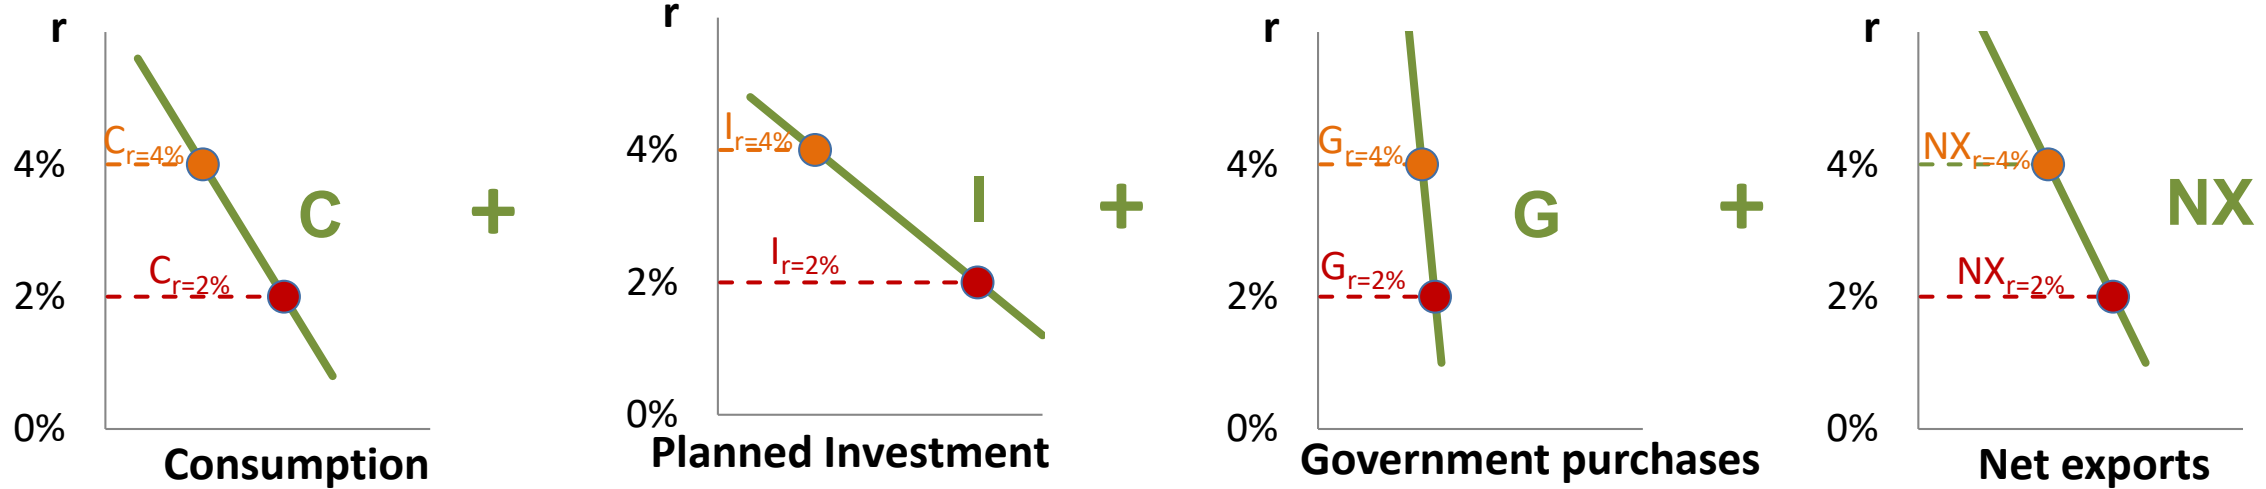 r
4%
2%
0%
C r=4%
C r=2%
C
Consumption
+
r
4%
2%
0%
I r=4%
I r=2%
I
Planned Investment
+
r
4%
2%
0%
G r=4%
G r=2%
G
Government purchases
+
r
4%
2%
0%
NX r=4%
NX r=2%
NX
Net exports